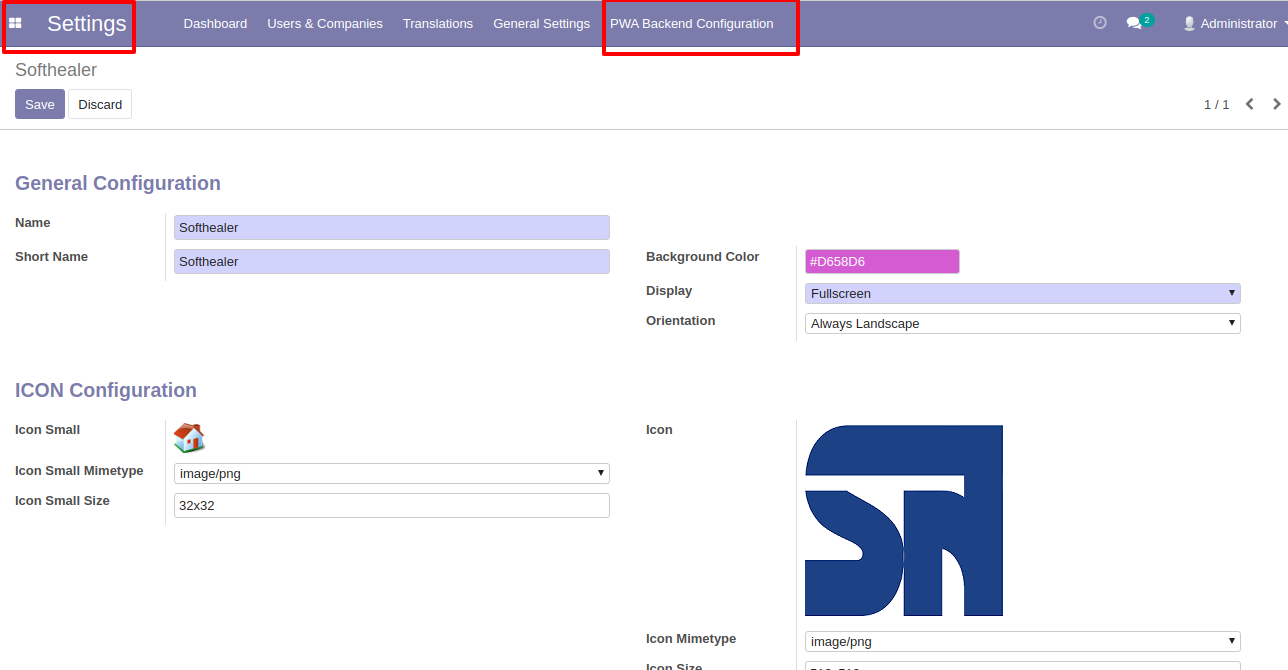 Settings Dashboard Users & Companies Translations General Settings PWA Backend Configuration 2 Administrator
Softhealer
Save Discard 1 / 1
General Configuration
Name Softhealer
Short Name Softhealer
Background Color #D658D6
Display Fullscreen
Orientation Always Landscape
ICON Configuration
Icon Small
Icon Small Mimetype image/png
Icon Small Size 32x32
Icon
Icon Mimetype image/png
Icon Size